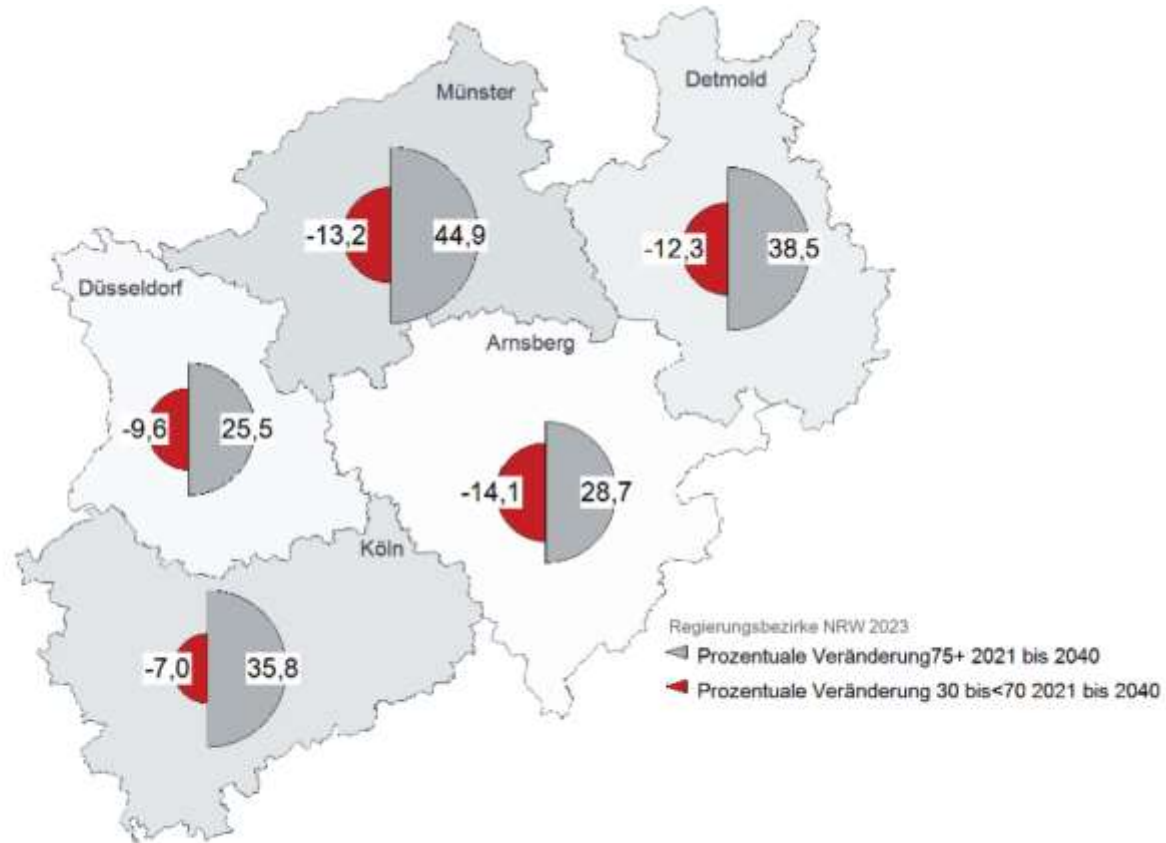 Münster
Detmold
-13,2
44,9
-12,3
38,5
Düsseldorf
Arnsberg
-9,6
25,5
-14,1
28,7
Köln
-7,0
35,8
Regierungsbezirke NRW 2023
Prozentuale Veränderung75+ 2021 bis 2040
Prozentuale Veränderung 30 bis<70 2021 bis 2040